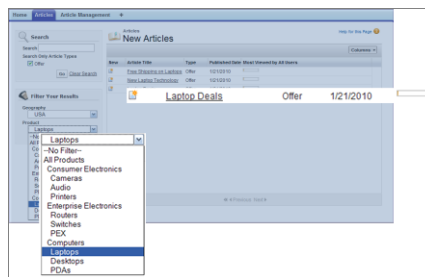 Home Articles Article Management +
Search
Search
Search Only Article Types
Offer
Go Clear Search
Filter Your Results
Geography
USA
Product
Laptops
Articles
New Articles
Help for this Page
Columns
New Article Title Type Published Date Most Viewed by All Users
Free Shipping on Laptops Offer 1/21/2010
New Laptop Technology Offer 1/21/2010
Laptop Deals Offer 1/21/2010
Laptops
--No Filter--
All Products
Consumer Electronics
Cameras
Audio
Printers
Enterprise Electronics
Routers
Switches
PEX
Computers
Laptops
Desktops
PDAs